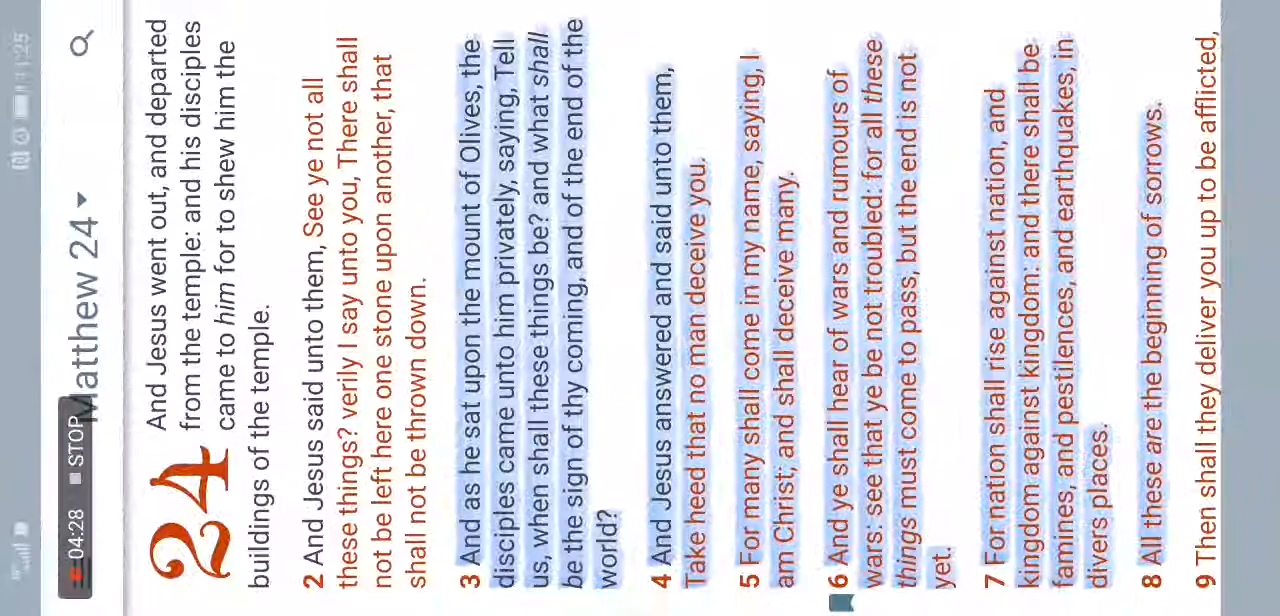 11:25
04:28 STOP
Matthew 24
24 And Jesus went out, and departed
from the temple: and his disciples
came to him for to shew him the
buildings of the temple.
2 And Jesus said unto them, See ye not all
these things? verily I say unto you, There shall
not be left here one stone upon another, that
shall not be thrown down.
3 And as he sat upon the mount of Olives, the
disciples came unto him privately, saying, Tell
us, when shall these things be? and what shall
be the sign of thy coming, and of the end of the
world?
4 And Jesus answered and said unto them,
Take heed that no man deceive you.
5 For many shall come in my name, saying, I
am Christ; and shall deceive many.
6 And ye shall hear of wars and rumours of
wars: see that ye be not troubled: for all these
things must come to pass, but the end is not
yet.
7 For nation shall rise against nation, and
kingdom against kingdom: and there shall be
famines, and pestilences, and earthquakes, in
divers places.
8 All these are the beginning of sorrows.
9 Then shall they deliver you up to be afflicted,